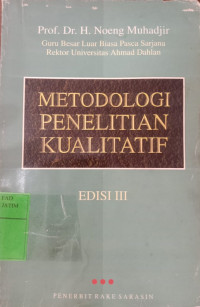 Prof. Dr. H. Noeng Muhadjir
Guru Besar Luar Biasa Pasca Sarjana
Rektor Universitas Ahmad Dahlan
METODOLOGI
PENELITIAN
KUALITATIF
EDISI III
PENERBIT RAKE SARASIN